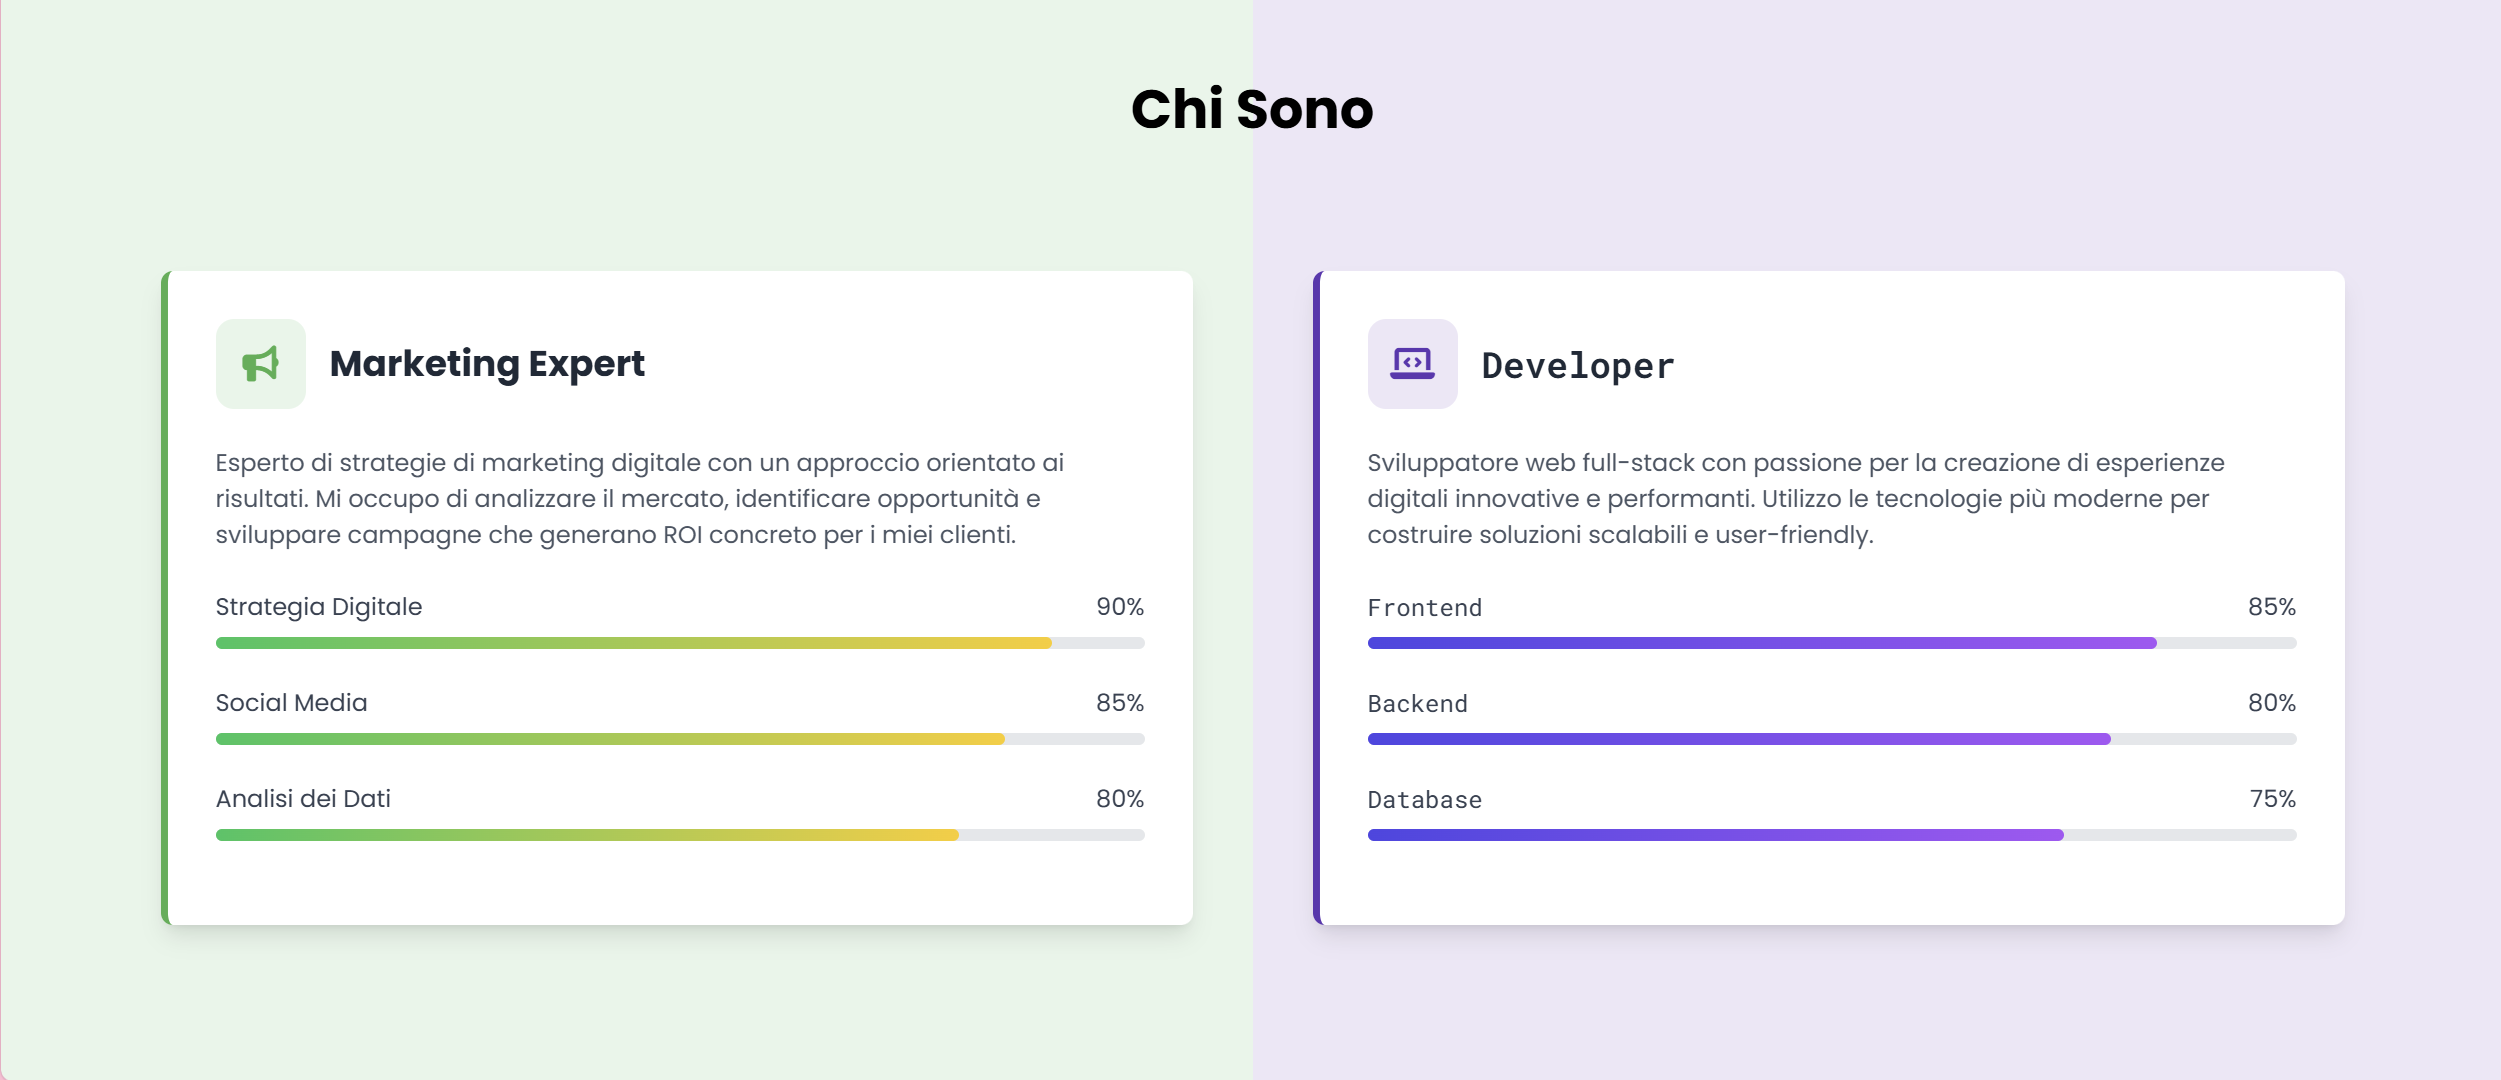 Chi Sono
Marketing Expert
Esperto di strategie di marketing digitale con un approccio orientato ai
risultati. Mi occupo di analizzare il mercato, identificare opportunità e
sviluppare campagne che generano ROI concreto per i miei clienti.
Strategia Digitale 90%
Social Media 85%
Analisi dei Dati 80%
Developer
Sviluppatore web full-stack con passione per la creazione di esperienze
digitali innovative e performanti. Utilizzo le tecnologie più moderne per
costruire soluzioni scalabili e user-friendly.
Frontend 85%
Backend 80%
Database 75%